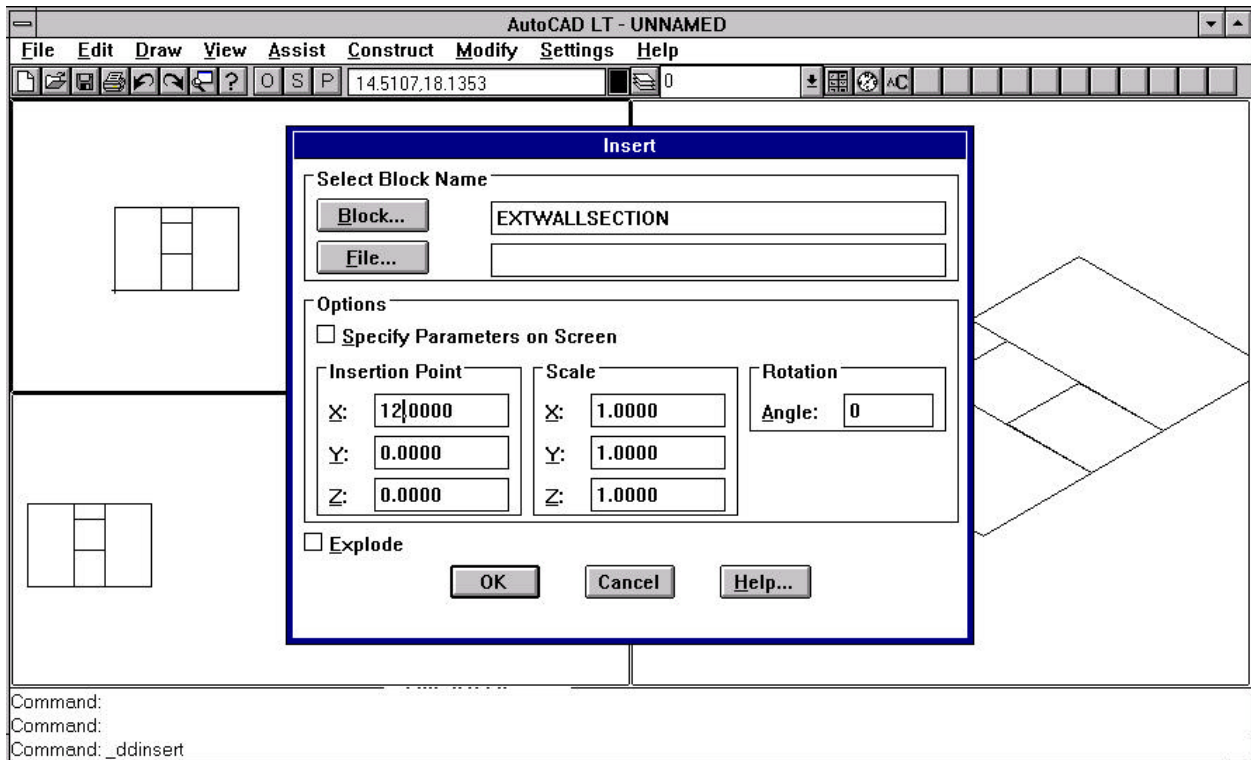 AutoCAD LT - UNNAMED
File Edit Draw View Assist Construct Modify Settings Help
? O S P 14.5107,18.1353 0 AC
Insert
Select Block Name
Block... EXTWALLSECTION
File...
Options
Specify Parameters on Screen
Insertion Point Scale Rotation
X: 12.0000 X: 1.0000 Angle: 0
Y: 0.0000 Y: 1.0000
Z: 0.0000 Z: 1.0000
Explode
OK Cancel Help...
Command:
Command:
Command: _ddinsert